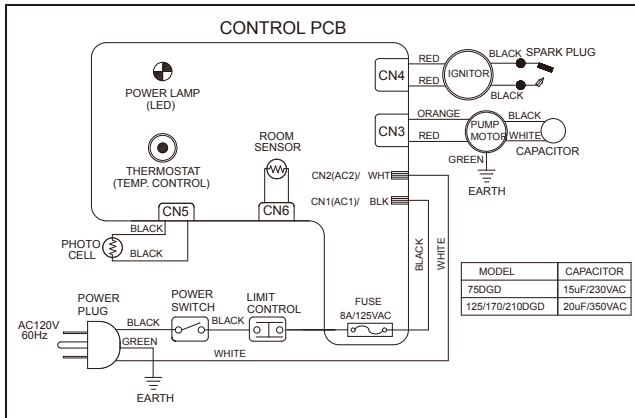 CONTROL PCB
POWER LAMP
(LED)
THERMOSTAT
(TEMP. CONTROL)
ROOM
SENSOR
CN4
RED
RED
IGNITOR
BLACK
BLACK
SPARK PLUG
CN3
ORANGE
RED
PUMP
MOTOR
BLACK
WHITE
CAPACITOR
GREEN
EARTH
CN2(AC2)/ WHT
CN1(AC1)/ BLK
CN5
CN6
BLACK
BLACK
PHOTO
CELL
BLACK
WHITE
MODEL CAPACITOR
75DGD 15uF/230VAC
125/170/210DGD 20uF/350VAC
POWER
PLUG
AC120V
60Hz
BLACK
GREEN
POWER
SWITCH
BLACK
LIMIT
CONTROL
FUSE
8A/125VAC
WHITE
EARTH